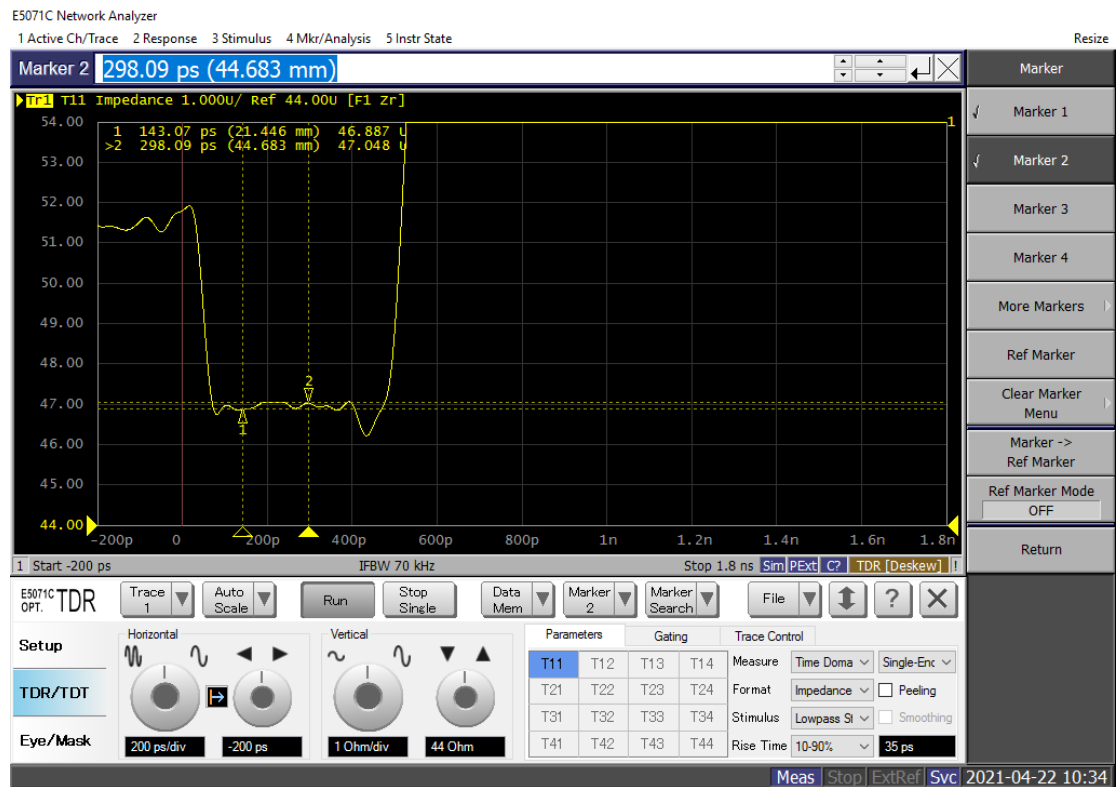 E5071C Network Analyzer
1 Active Ch/Trace 2 Response 3 Stimulus 4 Mkr/Analysis 5 Instr State Resize
Marker 2 298.09 ps (44.683 mm)
Marker
Marker 1
Marker 2
Marker 3
Marker 4
More Markers
Ref Marker
Clear Marker
Menu
Marker ->
Ref Marker
Ref Marker Mode
OFF
Return
Tr1 T11 Impedance 1.000U/ Ref 44.00U [F1 Zr]
1 143.07 ps (21.446 mm) 46.887 U
>2 298.09 ps (44.683 mm) 47.048 U
54.00
53.00
52.00
51.00
50.00
49.00
48.00
47.00
46.00
45.00
44.00
1
2
1
-200p 0 200p 400p 600p 800p 1n 1.2n 1.4n 1.6n 1.8n
1 Start -200 ps IFBW 70 kHz Stop 1.8 ns Sim PExt C? TDR [Deskew] !
E5071C
OPT. TDR
Trace
1
Auto
Scale
Run
Stop
Single
Data
Mem
Marker
2
Marker
Search
File
?
Setup
TDR/TDT
Eye/Mask
Horizontal
200 ps/div -200 ps
Vertical
1 Ohm/div 44 Ohm
Parameters Gating Trace Control
T11 T12 T13 T14
T21 T22 T23 T24
T31 T32 T33 T34
T41 T42 T43 T44
Measure Time Doma Single-Enc
Format Impedance Peeling
Stimulus Lowpass St Smoothing
Rise Time 10-90% 35 ps
Meas Stop ExtRef Svc 2021-04-22 10:34